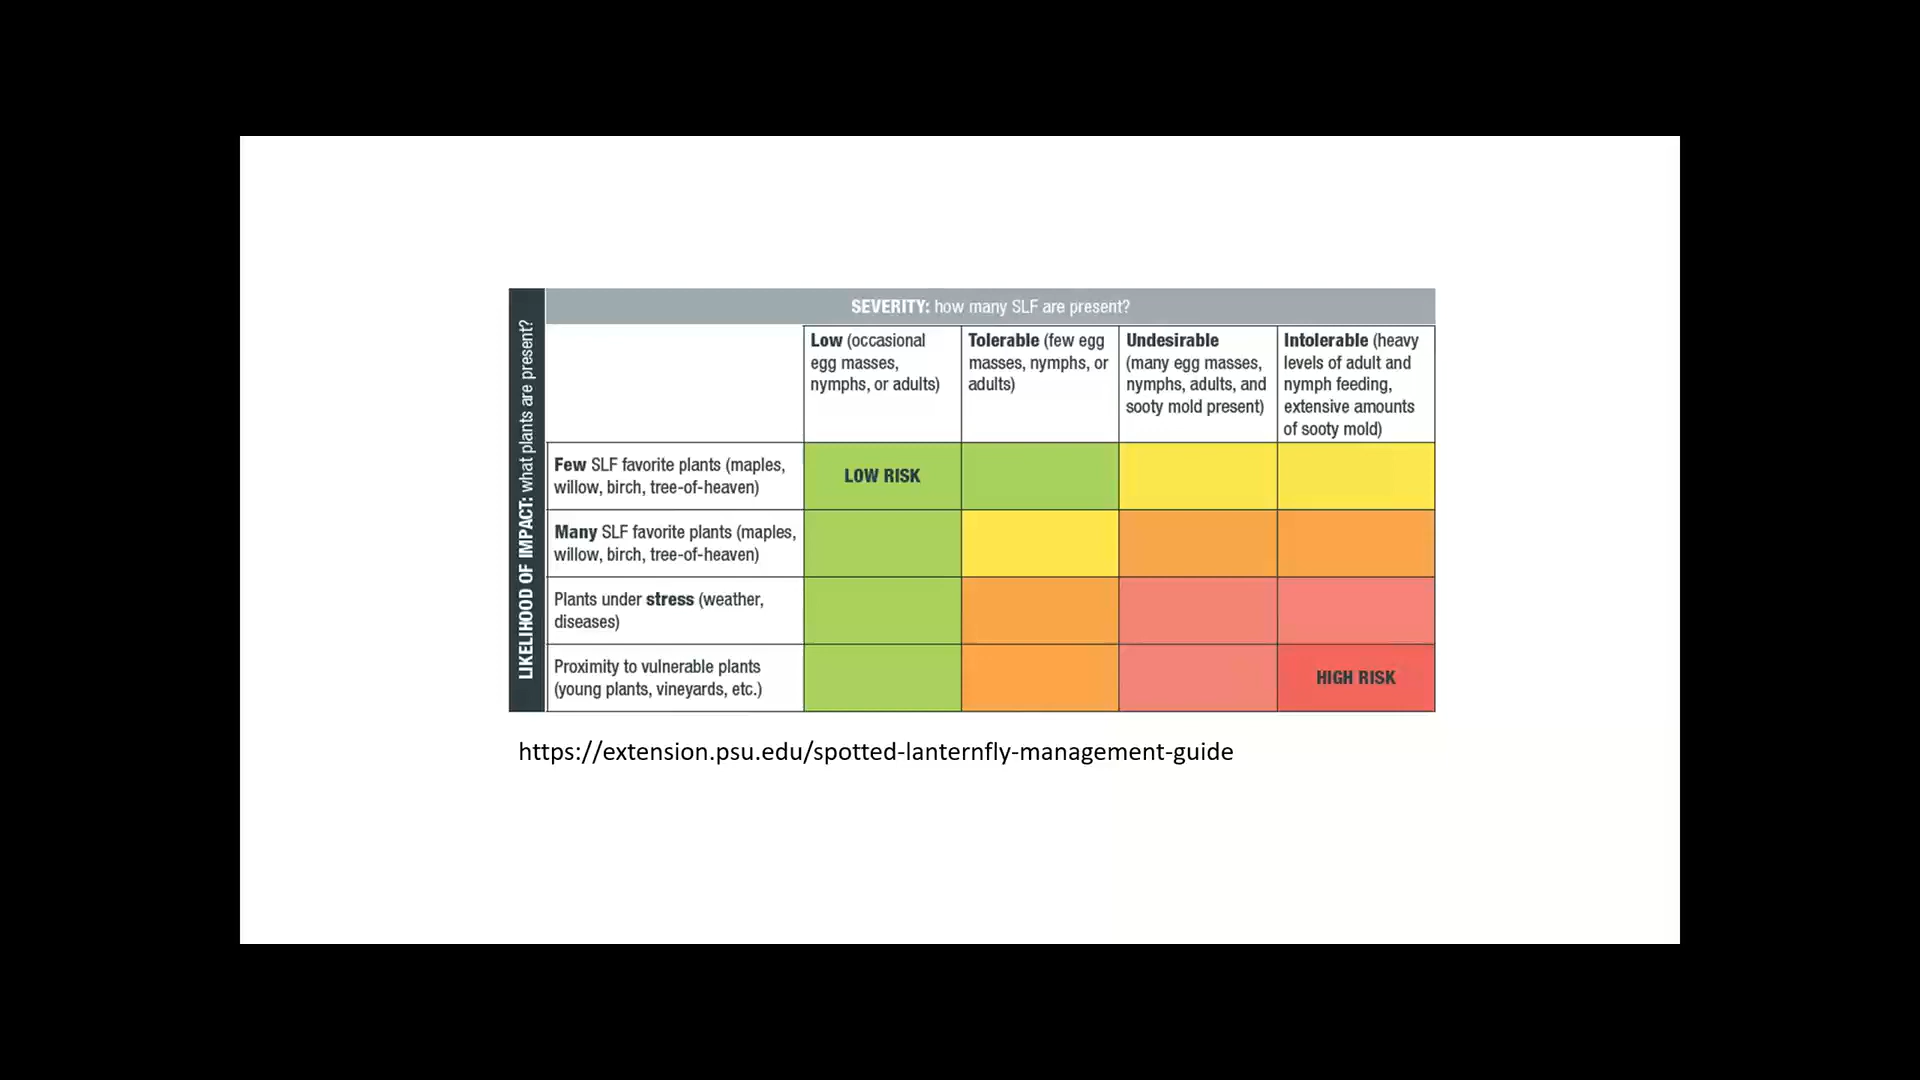 SEVERITY: how many SLF are present?
LIKELIHOOD OF IMPACT: what plants are present?
Low (occasional
egg masses,
nymphs, or adults)
Tolerable (few egg
masses, nymphs, or
adults)
Undesirable
(many egg masses,
nymphs, adults, and
sooty mold present)
Intolerable (heavy
levels of adult and
nymph feeding,
extensive amounts
of sooty mold)
Few SLF favorite plants (maples,
willow, birch, tree-of-heaven)
LOW RISK
Many SLF favorite plants (maples,
willow, birch, tree-of-heaven)
Plants under stress (weather,
diseases)
Proximity to vulnerable plants
(young plants, vineyards, etc.)
HIGH RISK
https://extension.psu.edu/spotted-lanternfly-management-guide